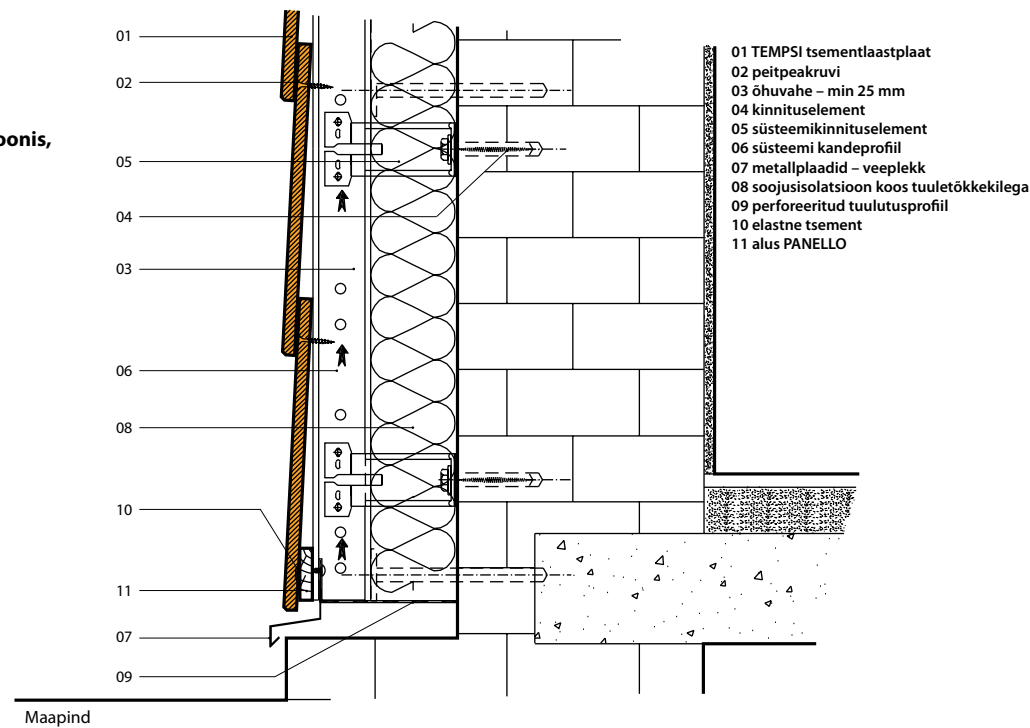 oonis,
01
02
05
04
03
06
08
10
11
07
09
Maapind
01 TEMPSI tsementlaastplaat
02 peitpeakruvi
03 õhuvahe – min 25 mm
04 kinnituselement
05 süsteemikinnituselement
06 süsteemi kandeprofiil
07 metallplaadid – veeplekk
08 soojusisolatsioon koos tuuletõkkekilega
09 perforeeritud tuulutusprofiil
10 elastne tsement
11 alus PANELLO